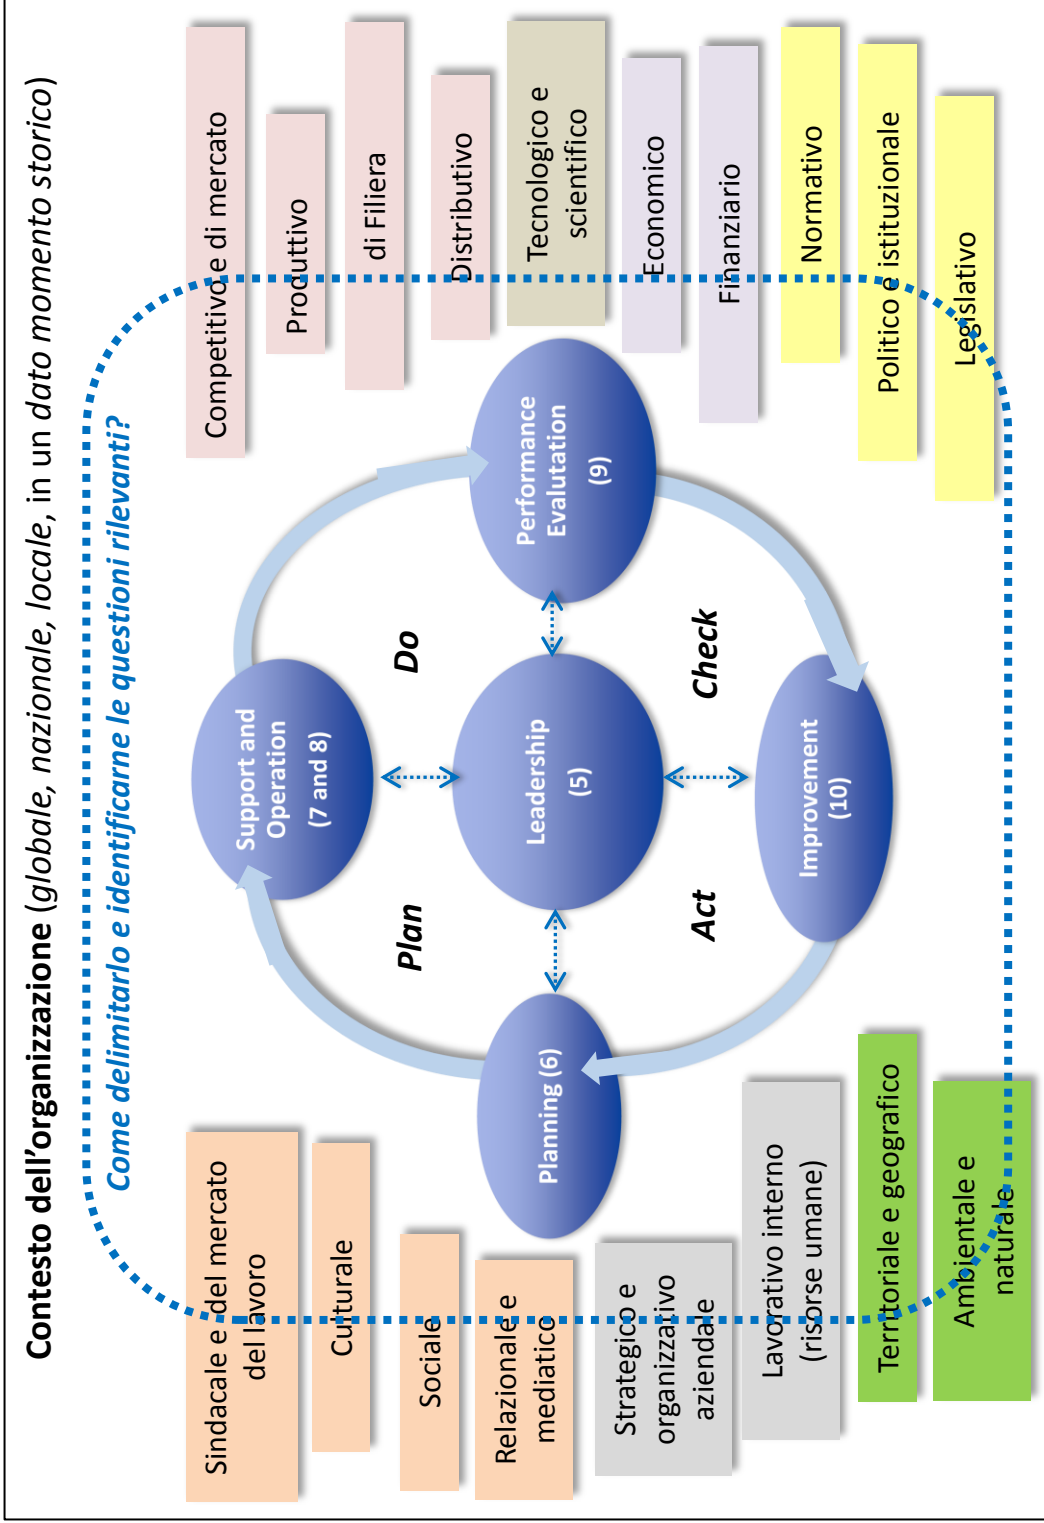 Contesto dell'organizzazione (globale, nazionale, locale, in un dato momento storico)
Come delimitarlo e identificarne le questioni rilevanti?
Sindacale e del mercato
del lavoro
Culturale
Sociale
Relazionale e
mediatico
Strategico e
organizzativo
aziendale
Lavorativo interno
(risorse umane)
Territoriale e geografico
Ambientale e
naturale
Support and
Operation
(7 and 8)
Plan
Do
Planning (6)
Leadership
(5)
Performance
Evalutation
(9)
Act
Check
Improvement
(10)
Competitivo e di mercato
Produttivo
di Filiera
Distributivo
Tecnologico e
scientifico
Economico
Finanziario
Normativo
Politico e istituzionale
Legislativo